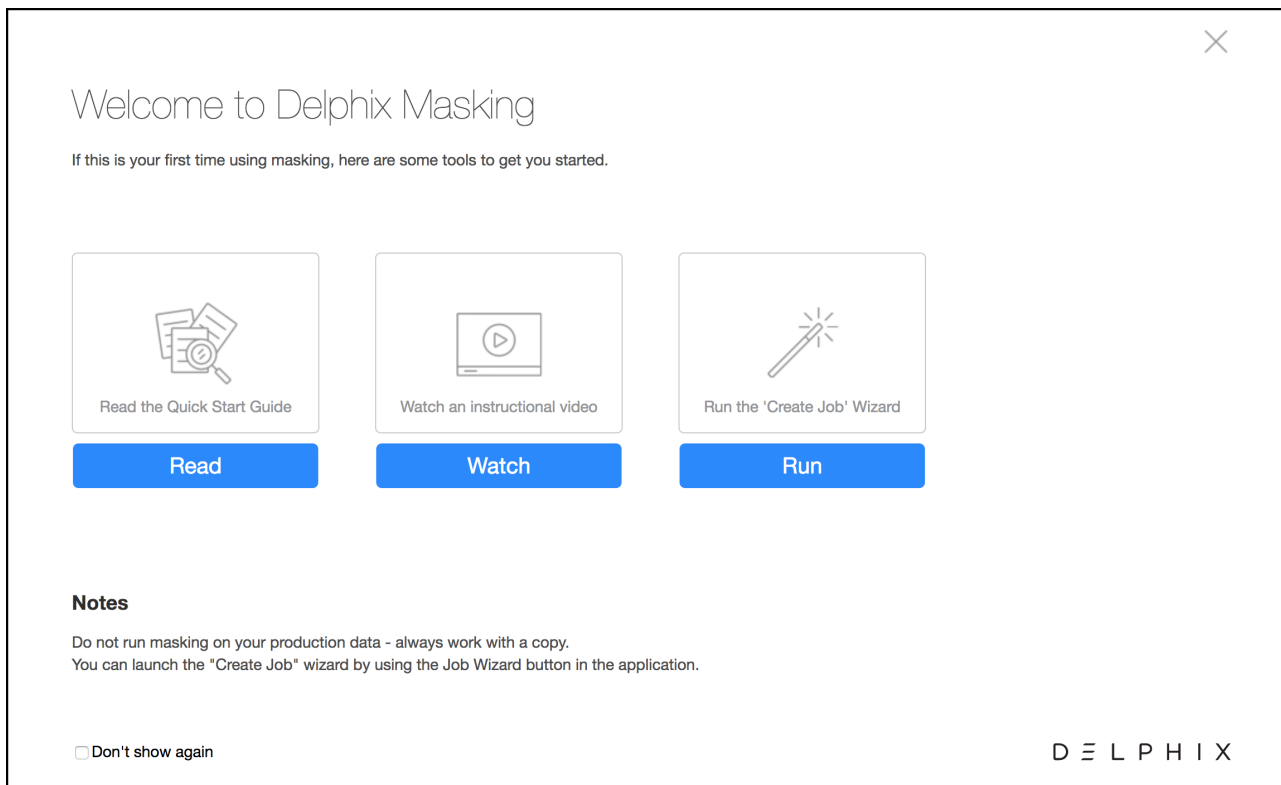 Welcome to Delphix Masking
If this is your first time using masking, here are some tools to get you started.
Read the Quick Start Guide
Watch an instructional video
Run the 'Create Job' Wizard
Read
Watch
Run
Notes
Do not run masking on your production data - always work with a copy.
You can launch the "Create Job" wizard by using the Job Wizard button in the application.
Don't show again
DELPHIX